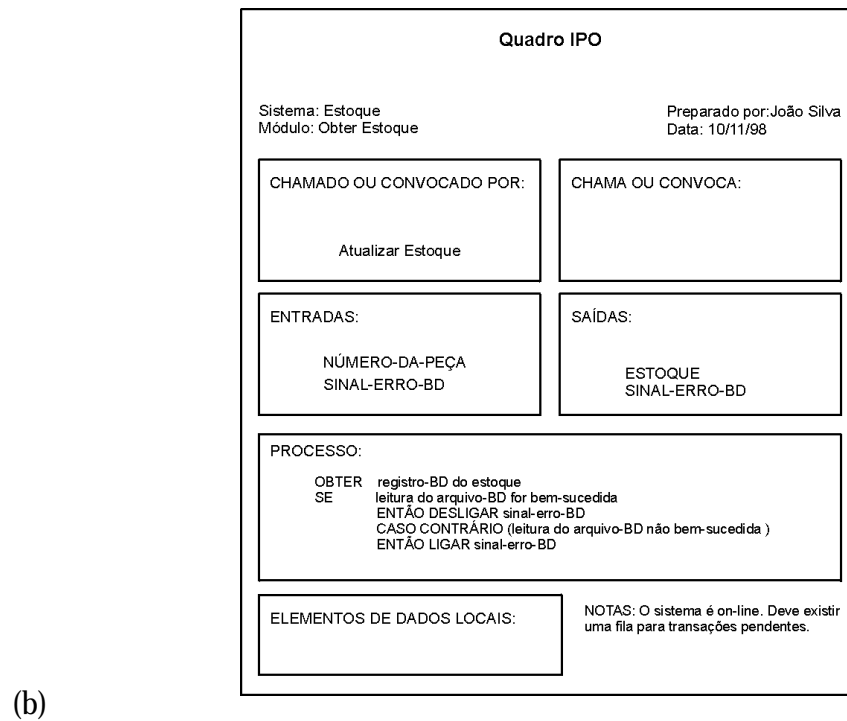 Quadro IPO
Sistema: Estoque
Módulo: Obter Estoque
Preparado por:João Silva
Data: 10/11/98
CHAMADO OU CONVOCADO POR:
Atualizar Estoque
CHAMA OU CONVOCA:
ENTRADAS:
NÚMERO-DA-PEÇA
SINAL-ERRO-BD
SAÍDAS:
ESTOQUE
SINAL-ERRO-BD
PROCESSO:
OBTER registro-BD do estoque
SE leitura do arquivo-BD for bem-sucedida
ENTÃO DESLIGAR sinal-erro-BD
CASO CONTRÁRIO (leitura do arquivo-BD não bem-sucedida )
ENTÃO LIGAR sinal-erro-BD
ELEMENTOS DE DADOS LOCAIS:
NOTAS: O sistema é on-line. Deve existir
uma fila para transações pendentes.
(b)